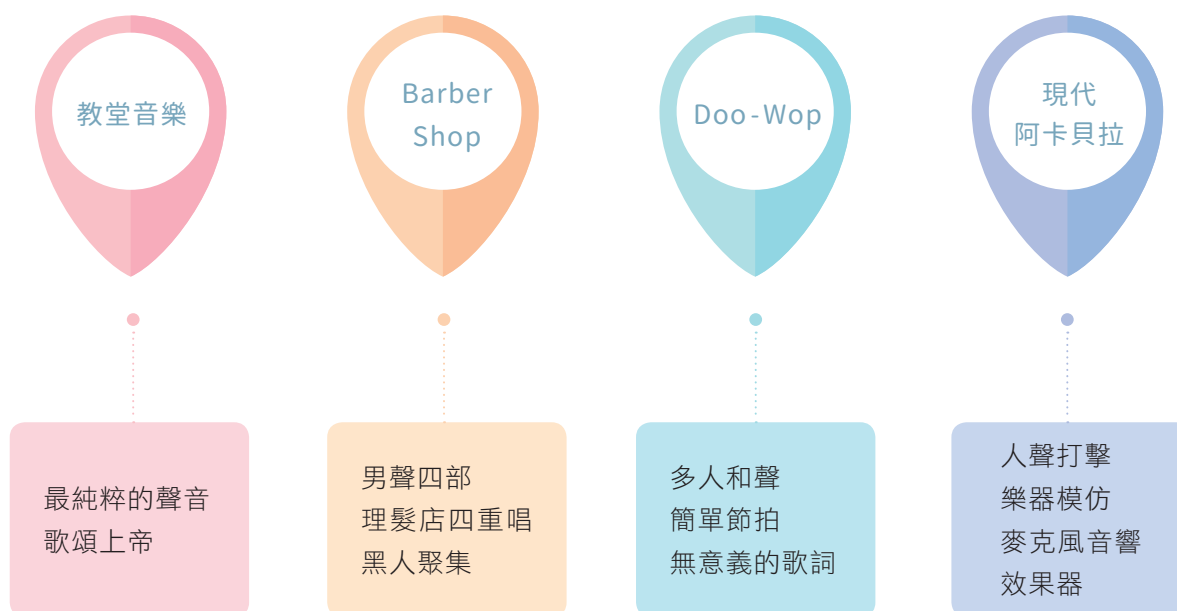 教堂音樂
Barber
Shop
Doo-Wop
現代
阿卡貝拉
最純粹的聲音
歌頌上帝
男聲四部
理髮店四重唱
黑人聚集
多人和聲
簡單節拍
無意義的歌詞
人聲打擊
樂器模仿
麥克風音響
效果器